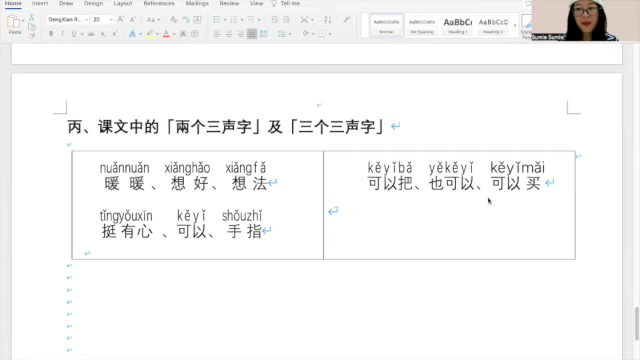 Home
Insert
Draw
Design
Layout
References
Mailings
Review
View
Tell me
DengXian R...
20
Paste
Normal
No Spacing
Heading 1
Heading 2
Sumie Sumie
丙、课文中的「兩个三声字」及「三个三声字」
nuǎnnuǎn xiǎnghǎo xiǎngfǎ
暖暖、想好、想法
tǐngyǒuxīn kěyǐ shǒuzhǐ
挺有心、可以、手指
kěyǐbǎ yěkěyǐ kěyǐmǎi
可以把、也可以、可以买